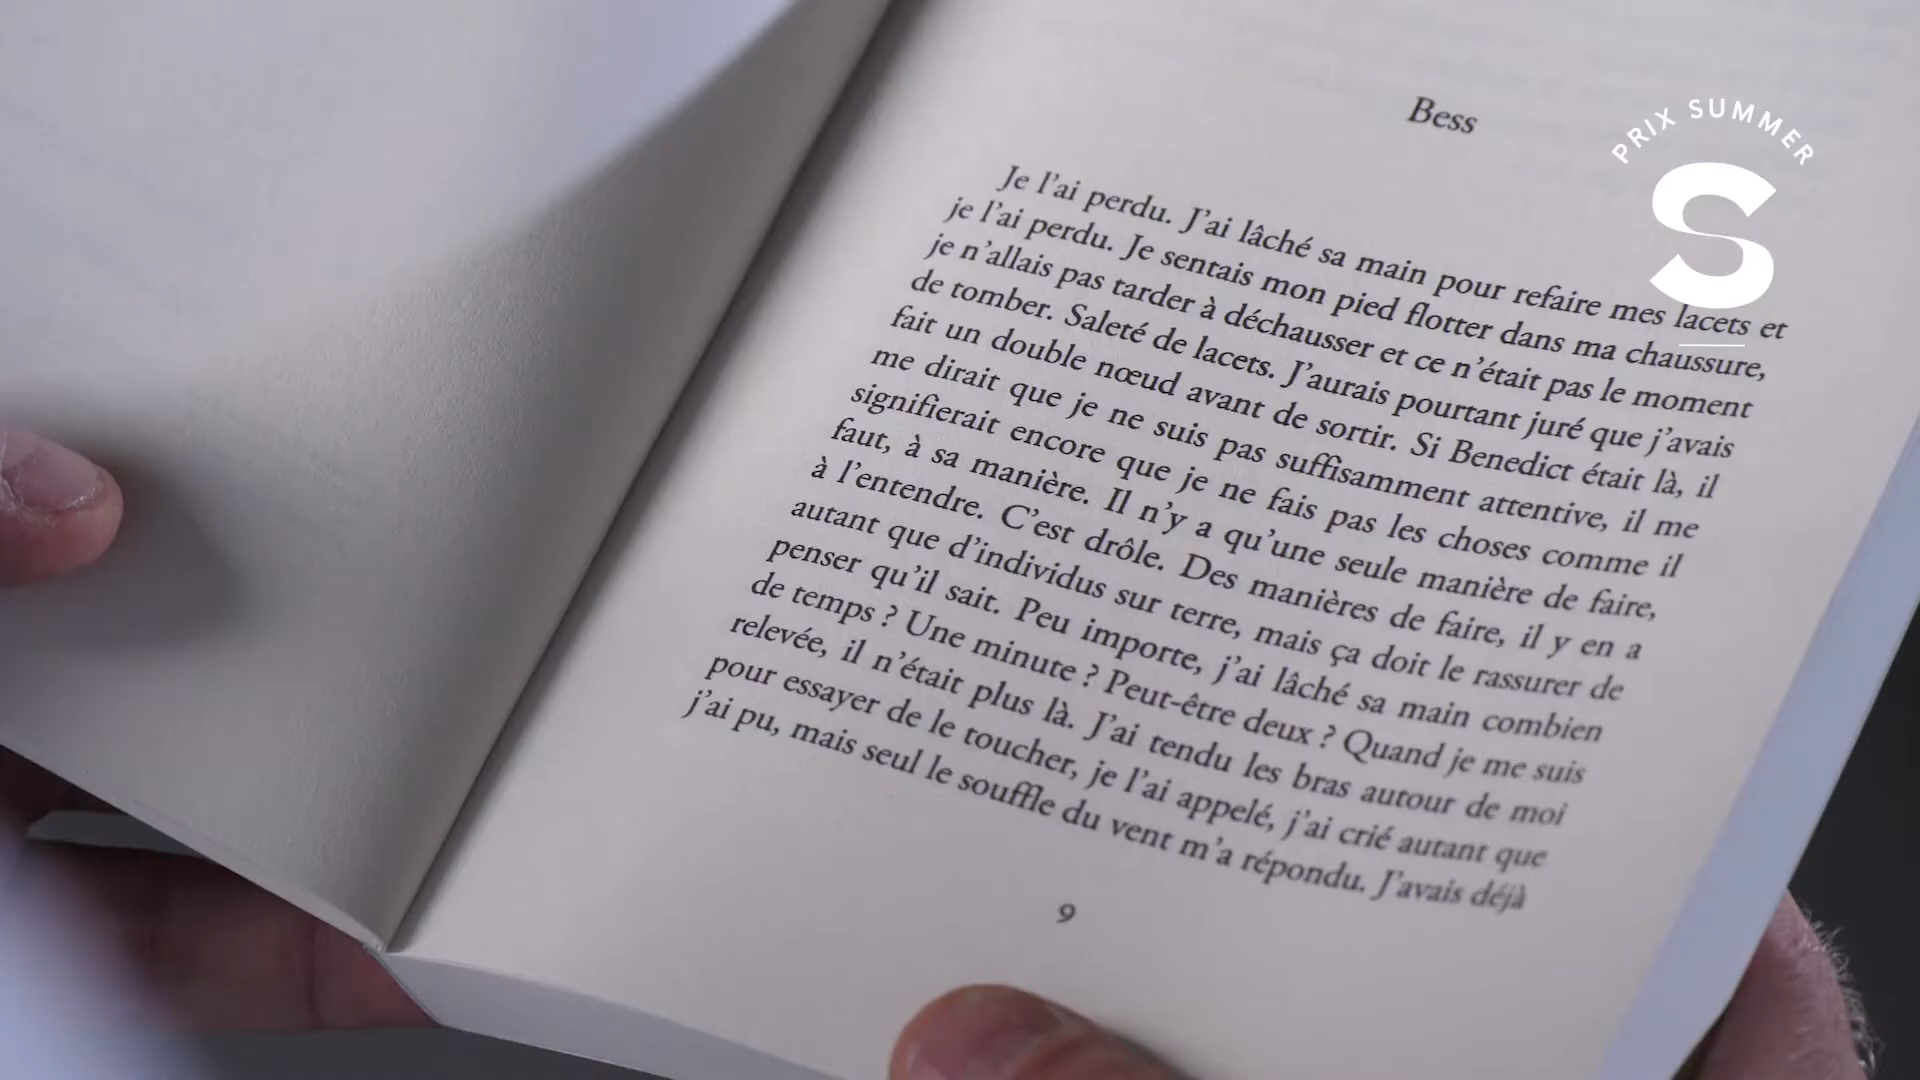 PRIX SUMMER
S
Bess
Je l'ai perdu. J'ai lâché sa main pour refaire mes lacets et
je l'ai perdu. Je sentais mon pied flotter dans ma chaussure,
je n'allais pas tarder à déchausser et ce n'était pas le moment
de tomber. Saleté de lacets. J'aurais pourtant juré que j'avais
fait un double nœud avant de sortir. Si Benedict était là, il
me dirait que je ne suis pas suffisamment attentive, il me
signifierait encore que je ne fais pas les choses comme il
faut, à sa manière. Il n'y a qu'une seule manière de faire,
à l'entendre. C'est drôle. Des manières de faire, il y en a
autant que d'individus sur terre, mais ça doit le rassurer de
penser qu'il sait. Peu importe, j'ai lâché sa main combien
de temps ? Une minute ? Peut-être deux ? Quand je me suis
relevée, il n'était plus là. J'ai tendu les bras autour de moi
pour essayer de le toucher, je l'ai appelé, j'ai crié autant que
j'ai pu, mais seul le souffle du vent m'a répondu. J'avais déjà
9